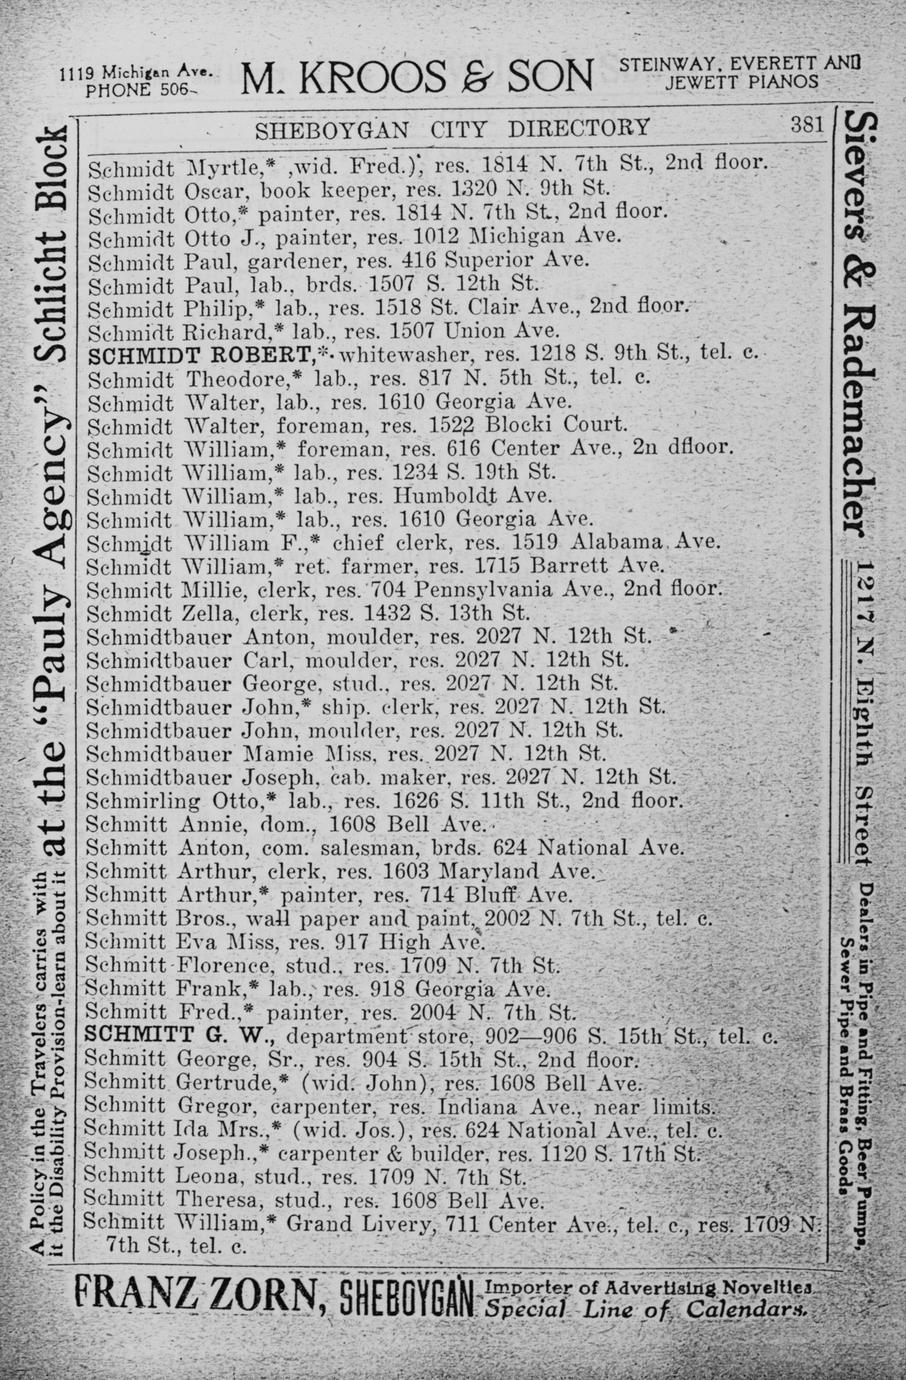 1119 Michigan Ave.
PHONE 506
M. KROOS & SON
STEINWAY, EVERETT AND
JEWETT PIANOS
SHEBOYGAN CITY DIRECTORY 381
Schmidt Myrtle,* ,wid. Fred.), res. 1814 N. 7th St., 2nd floor.
Schmidt Oscar, book keeper, res. 1320 N. 9th St.
Schmidt Otto,* painter, res. 1814 N. 7th St., 2nd floor.
Schmidt Otto J., painter, res. 1012 Michigan Ave.
Schmidt Paul, gardener, res. 416 Superior Ave.
Schmidt Paul, lab., brds. 1507 S. 12th St.
Schmidt Philip,* lab., res. 1518 St. Clair Ave., 2nd floor.
Schmidt Richard,* lab., res. 1507 Union Ave.
SCHMIDT ROBERT,* whitewasher, res. 1218 S. 9th St., tel. c.
Schmidt Theodore,* lab., res. 817 N. 5th St., tel. c.
Schmidt Walter, lab., res. 1610 Georgia Ave.
Schmidt Walter, foreman, res. 1522 Blocki Court.
Schmidt William,* foreman, res. 616 Center Ave., 2n dfloor.
Schmidt William,* lab., res. 1234 S. 19th St.
Schmidt William,* lab., res. Humboldt Ave.
Schmidt William,* lab., res. 1610 Georgia Ave.
Schmidt William F.,* chief clerk, res. 1519 Alabama Ave.
Schmidt William,* ret. farmer, res. 1715 Barrett Ave.
Schmidt Millie, clerk, res. 704 Pennsylvania Ave., 2nd floor.
Schmidt Zella, clerk, res. 1432 S. 13th St.
Schmidtbauer Anton, moulder, res. 2027 N. 12th St.
Schmidtbauer Carl, moulder, res. 2027 N. 12th St.
Schmidtbauer George, stud., res. 2027 N. 12th St.
Schmidtbauer John,* ship. clerk, res. 2027 N. 12th St.
Schmidtbauer John, moulder, res. 2027 N. 12th St.
Schmidtbauer Mamie Miss, res. 2027 N. 12th St.
Schmidtbauer Joseph, cab. maker, res. 2027 N. 12th St.
Schmirling Otto,* lab., res. 1626 S. 11th St., 2nd floor.
Schmitt Annie, dom., 1608 Bell Ave.
Schmitt Anton, com. salesman, brds. 624 National Ave.
Schmitt Arthur, clerk, res. 1603 Maryland Ave.
Schmitt Arthur,* painter, res. 714 Bluff Ave.
Schmitt Bros., wall paper and paint, 2002 N. 7th St., tel. c.
Schmitt Eva Miss, res. 917 High Ave.
Schmitt Florence, stud., res. 1709 N. 7th St.
Schmitt Frank,* lab., res. 918 Georgia Ave.
Schmitt Fred.,* painter, res. 2004 N. 7th St.
SCHMITT G. W., department store, 902—906 S. 15th St., tel. c.
Schmitt George, Sr., res. 904 S. 15th St., 2nd floor.
Schmitt Gertrude,* (wid. John), res. 1608 Bell Ave.
Schmitt Gregor, carpenter, res. Indiana Ave., near limits.
Schmitt Ida Mrs.,* (wid. Jos.), res. 624 National Ave., tel. c.
Schmitt Joseph.,* carpenter & builder, res. 1120 S. 17th St.
Schmitt Leona, stud., res. 1709 N. 7th St.
Schmitt Theresa, stud., res. 1608 Bell Ave.
Schmitt William,* Grand Livery, 711 Center Ave., tel. c., res. 1709 N.
7th St., tel. c.
A Policy in the Travelers carries with
it the Disability Provision-learn about it
at the "Pauly Agency" Schlicht Block
Sievers & Rademacher
1217 N. Eighth Street
Dealers in Pipe and Fitting, Beer Pumps,
Sewer Pipe and Brass Goods
FRANZ ZORN, SHEBOYGAN
Importer of Advertising Novelties
Special Line of Calendars.